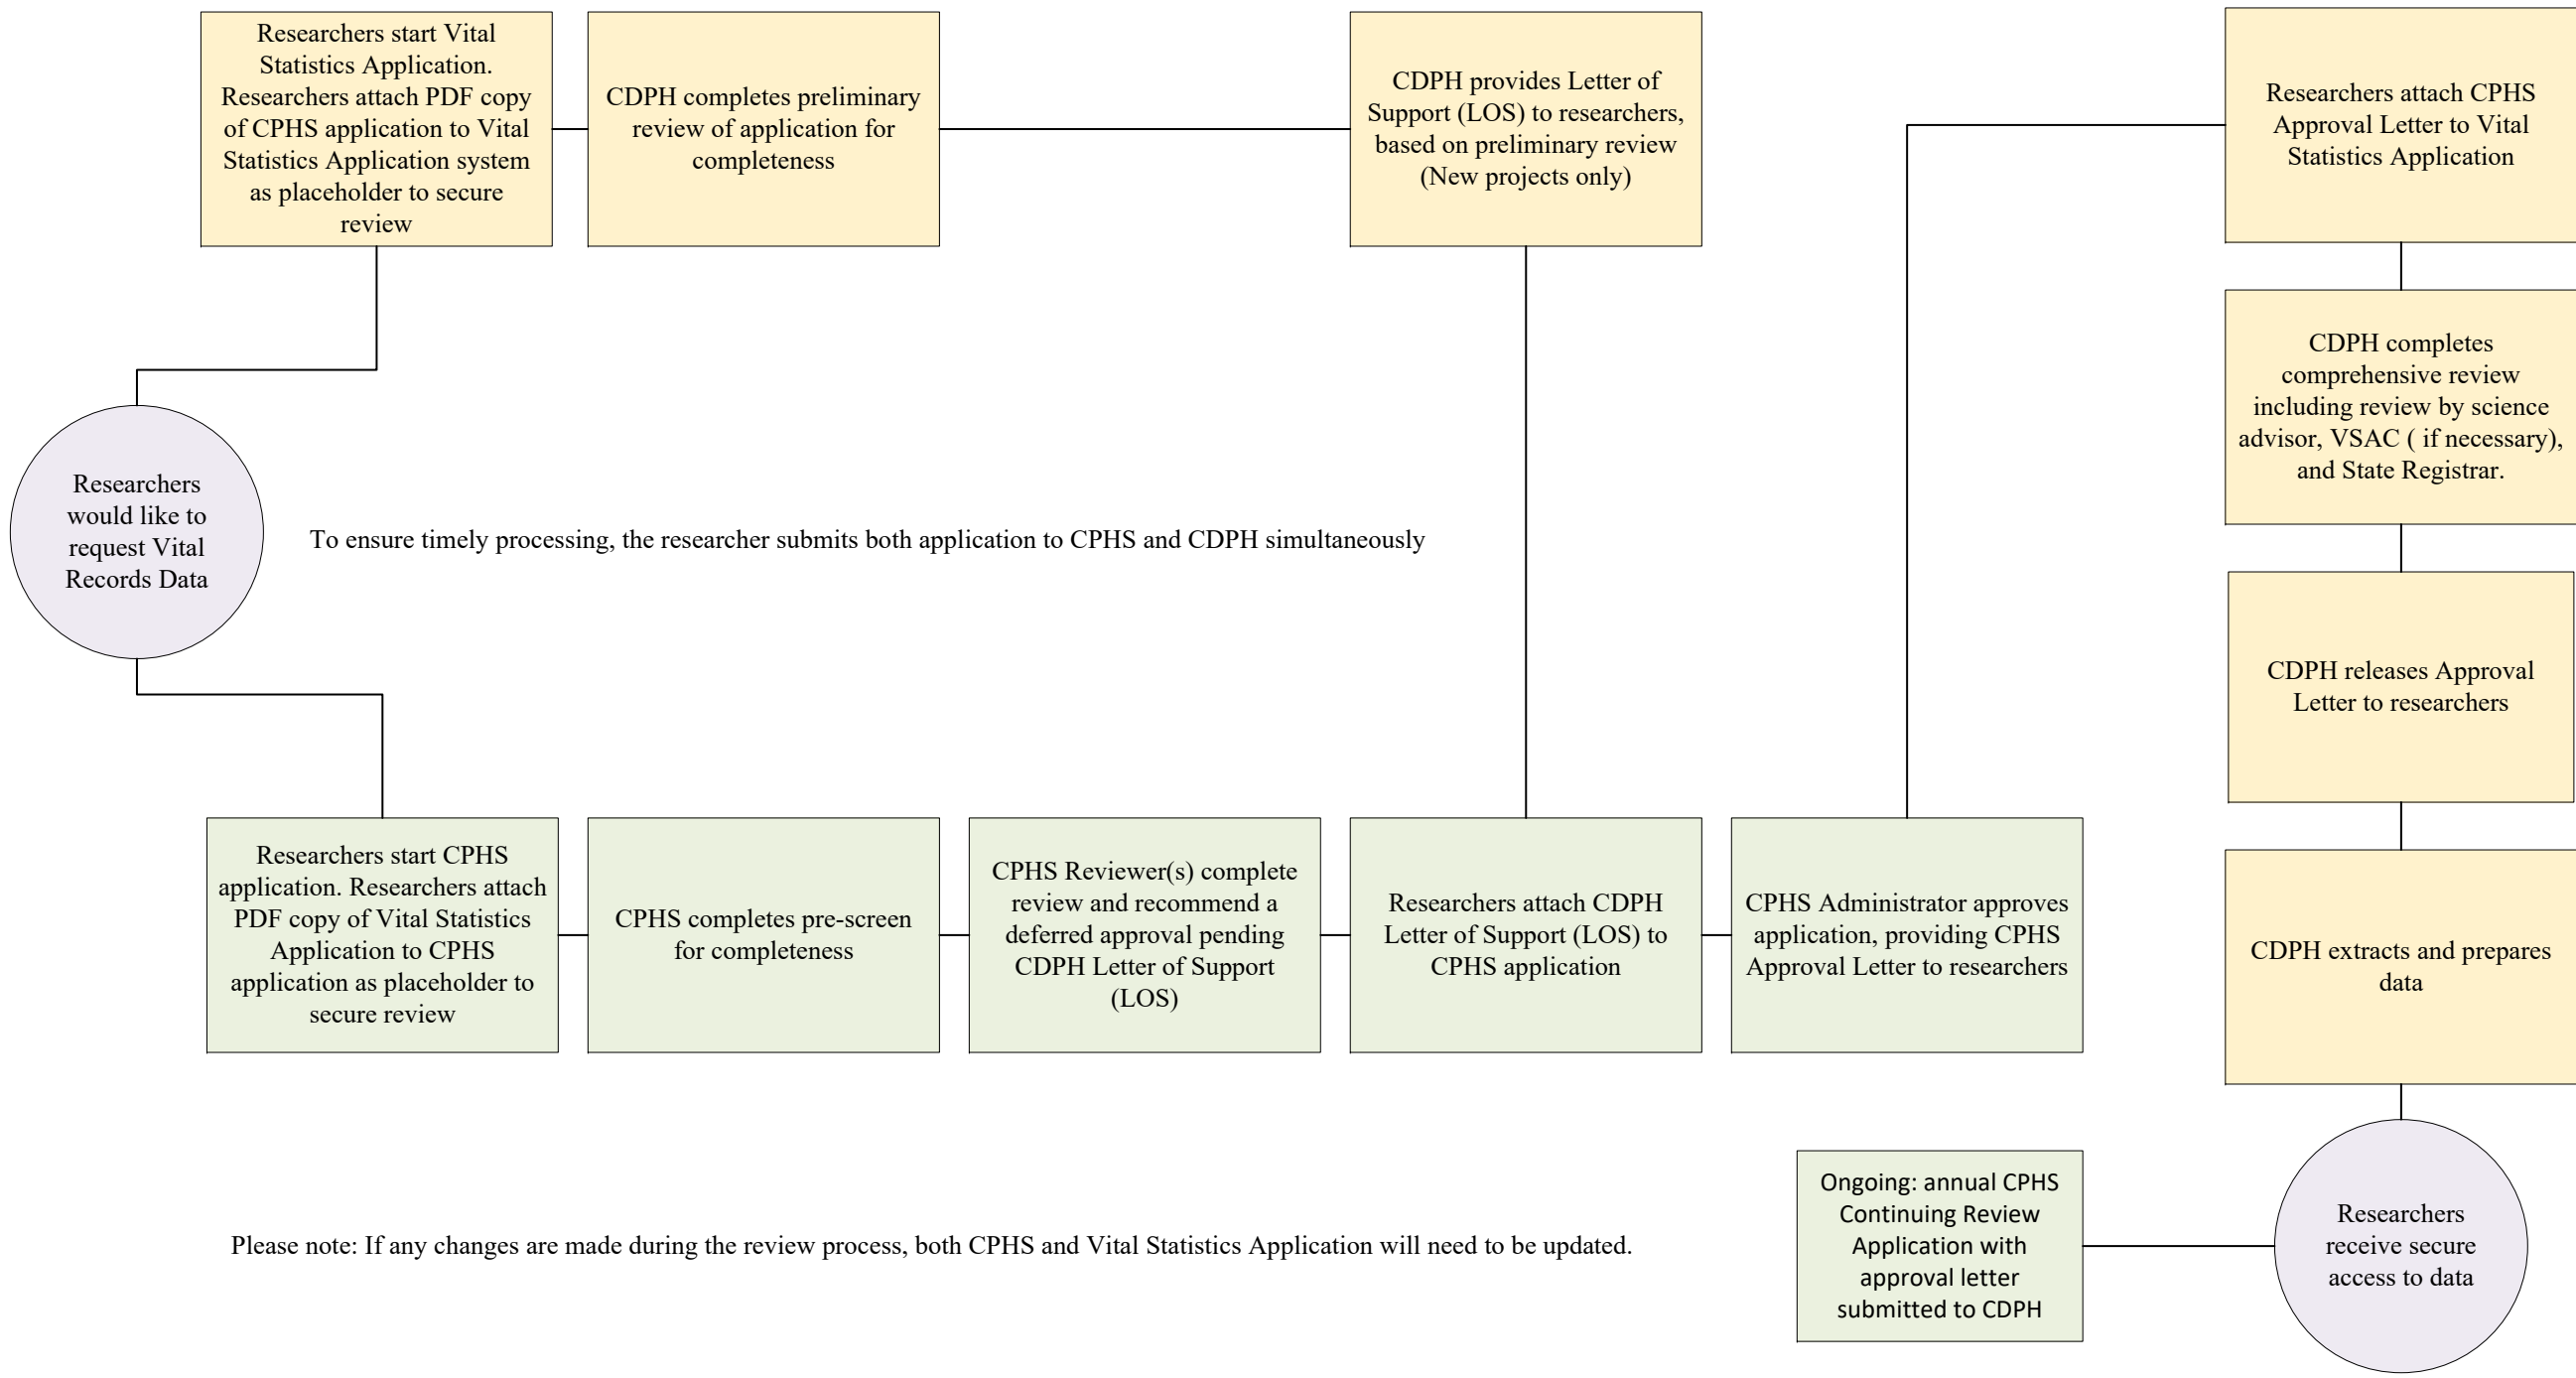 Researchers start Vital
Statistics Application.
Researchers attach PDF copy
of CPHS application to Vital
Statistics Application system
as placeholder to secure
review
CDPH completes preliminary
review of application for
completeness
CDPH provides Letter of
Support (LOS) to researchers,
based on preliminary review
(New projects only)
Researchers attach CPHS
Approval Letter to Vital
Statistics Application
CDPH completes
comprehensive review
including review by science
advisor, VSAC ( if necessary),
and State Registrar.
Researchers
would like to
request Vital
Records Data
To ensure timely processing, the researcher submits both application to CPHS and CDPH simultaneously
CDPH releases Approval
Letter to researchers
Researchers start CPHS
application. Researchers attach
PDF copy of Vital Statistics
Application to CPHS
application as placeholder to
secure review
CPHS completes pre-screen
for completeness
CPHS Reviewer(s) complete
review and recommend a
deferred approval pending
CDPH Letter of Support
(LOS)
Researchers attach CDPH
Letter of Support (LOS) to
CPHS application
CPHS Administrator approves
application, providing CPHS
Approval Letter to researchers
CDPH extracts and prepares
data
Please note: If any changes are made during the review process, both CPHS and Vital Statistics Application will need to be updated.
Ongoing: annual CPHS
Continuing Review
Application with
approval letter
submitted to CDPH
Researchers
receive secure
access to data